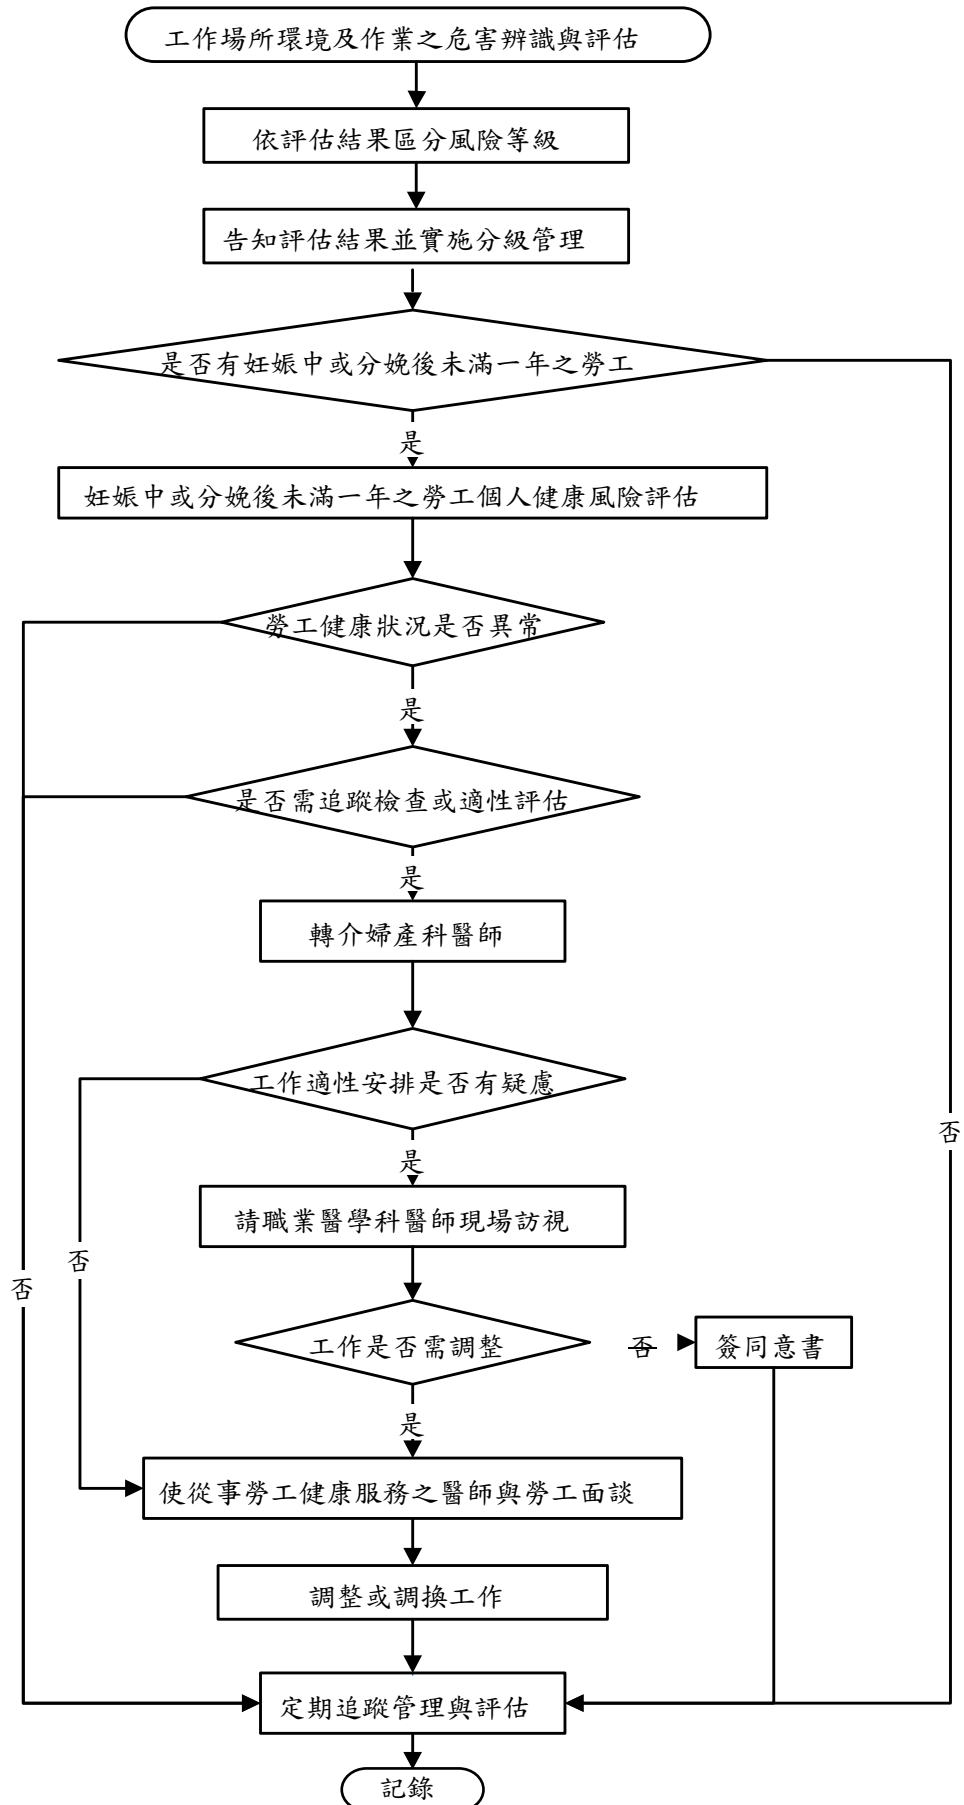 工作場所環境及作業之危害辨識與評估
依評估結果區分風險等級
告知評估結果並實施分級管理
是否有妊娠中或分娩後未滿一年之勞工
是
妊娠中或分娩後未滿一年之勞工個人健康風險評估
勞工健康狀況是否異常
是
是否需追蹤檢查或適性評估
是
轉介婦產科醫師
工作適性安排是否有疑慮
否
是
請職業醫學科醫師現場訪視
否
否
工作是否需調整
否
簽同意書
是
使從事勞工健康服務之醫師與勞工面談
調整或調換工作
定期追蹤管理與評估
記錄